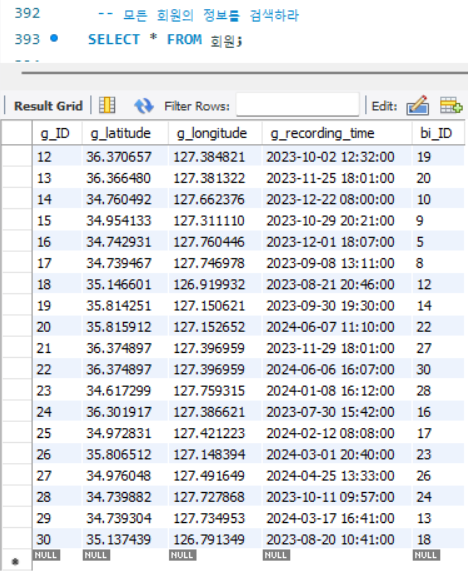 392 -- 모든 회원의 정보를 검색하라
393 SELECT * FROM 회원;
Result Grid Filter Rows: Edit:
g_ID g_latitude g_longitude g_recording_time bi_ID
12 36.370657 127.384821 2023-10-02 12:32:00 19
13 36.366480 127.381322 2023-11-25 18:01:00 20
14 34.760492 127.662376 2023-12-22 08:00:00 10
15 34.954133 127.311110 2023-10-29 20:21:00 9
16 34.742931 127.760446 2023-12-01 18:07:00 5
17 34.739467 127.746978 2023-09-08 13:11:00 8
18 35.146601 126.919932 2023-08-21 20:46:00 12
19 35.814251 127.150621 2023-09-30 19:30:00 14
20 35.815912 127.152652 2024-06-07 11:10:00 22
21 36.374897 127.396959 2023-11-29 18:01:00 27
22 36.374897 127.396959 2024-06-06 16:07:00 30
23 34.617299 127.759315 2024-01-08 16:12:00 28
24 36.301917 127.386621 2023-07-30 15:42:00 16
25 34.972831 127.421223 2024-02-12 08:08:00 17
26 35.806512 127.148394 2024-03-01 20:40:00 23
27 34.976048 127.491649 2024-04-25 13:33:00 26
28 34.739882 127.727868 2023-10-11 09:57:00 24
29 34.739304 127.734953 2024-03-17 16:41:00 13
30 35.137439 126.791349 2023-08-20 10:41:00 18
NULL NULL NULL NULL NULL